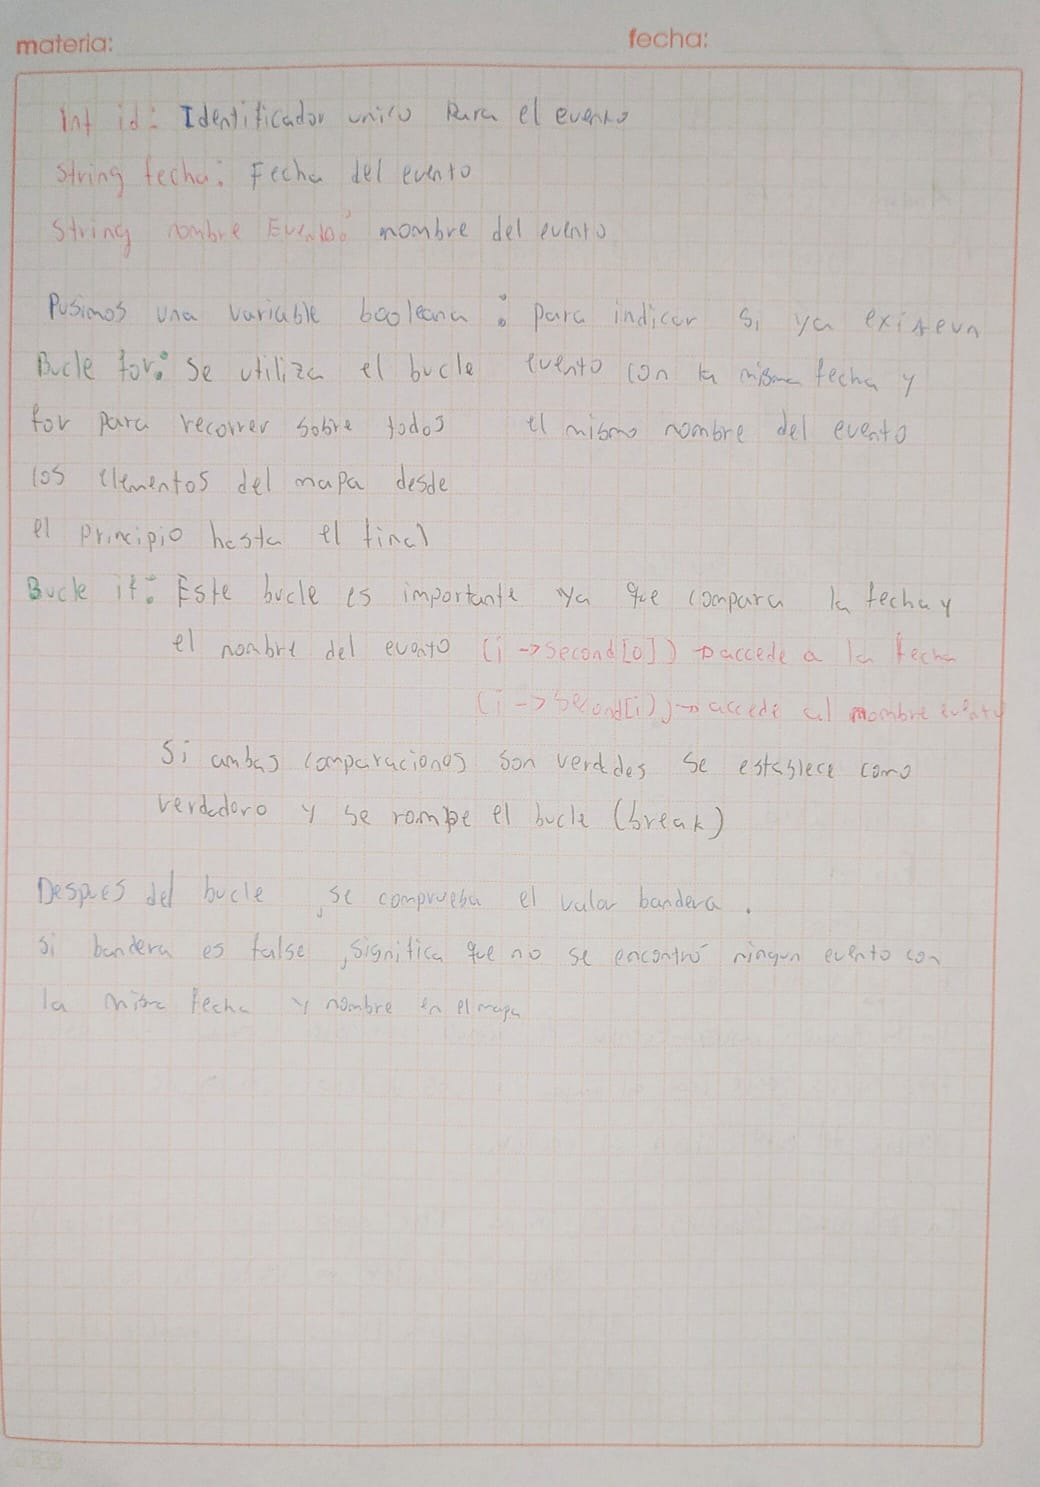 materia:
fecha:
Int id: Identificador unico para el evento
String fecha: Fecha del evento
String nombre Evento: nombre del evento
Pusimos una variable booleana : para indicar si ya existe un
evento con la misma fecha y
el mismo nombre del evento
Bucle for: Se utiliza el bucle
for para recorrer sobre todos
los elementos del mapa desde
el principio hasta el final
Bucle if: Este bucle es importante ya que compara la fecha y
el nombre del evento (i -> second[0]) → accede a la fecha
(i -> second[i]) → accede al nombre evento
Si ambas comparaciones son verdades se establece como
verdadoro y se rompe el bucle (break)
Despues del bucle , se comprueba el valor bandera .
si bandera es false , significa que no se encontró ningun evento con
la misma fecha y nombre en el mapa